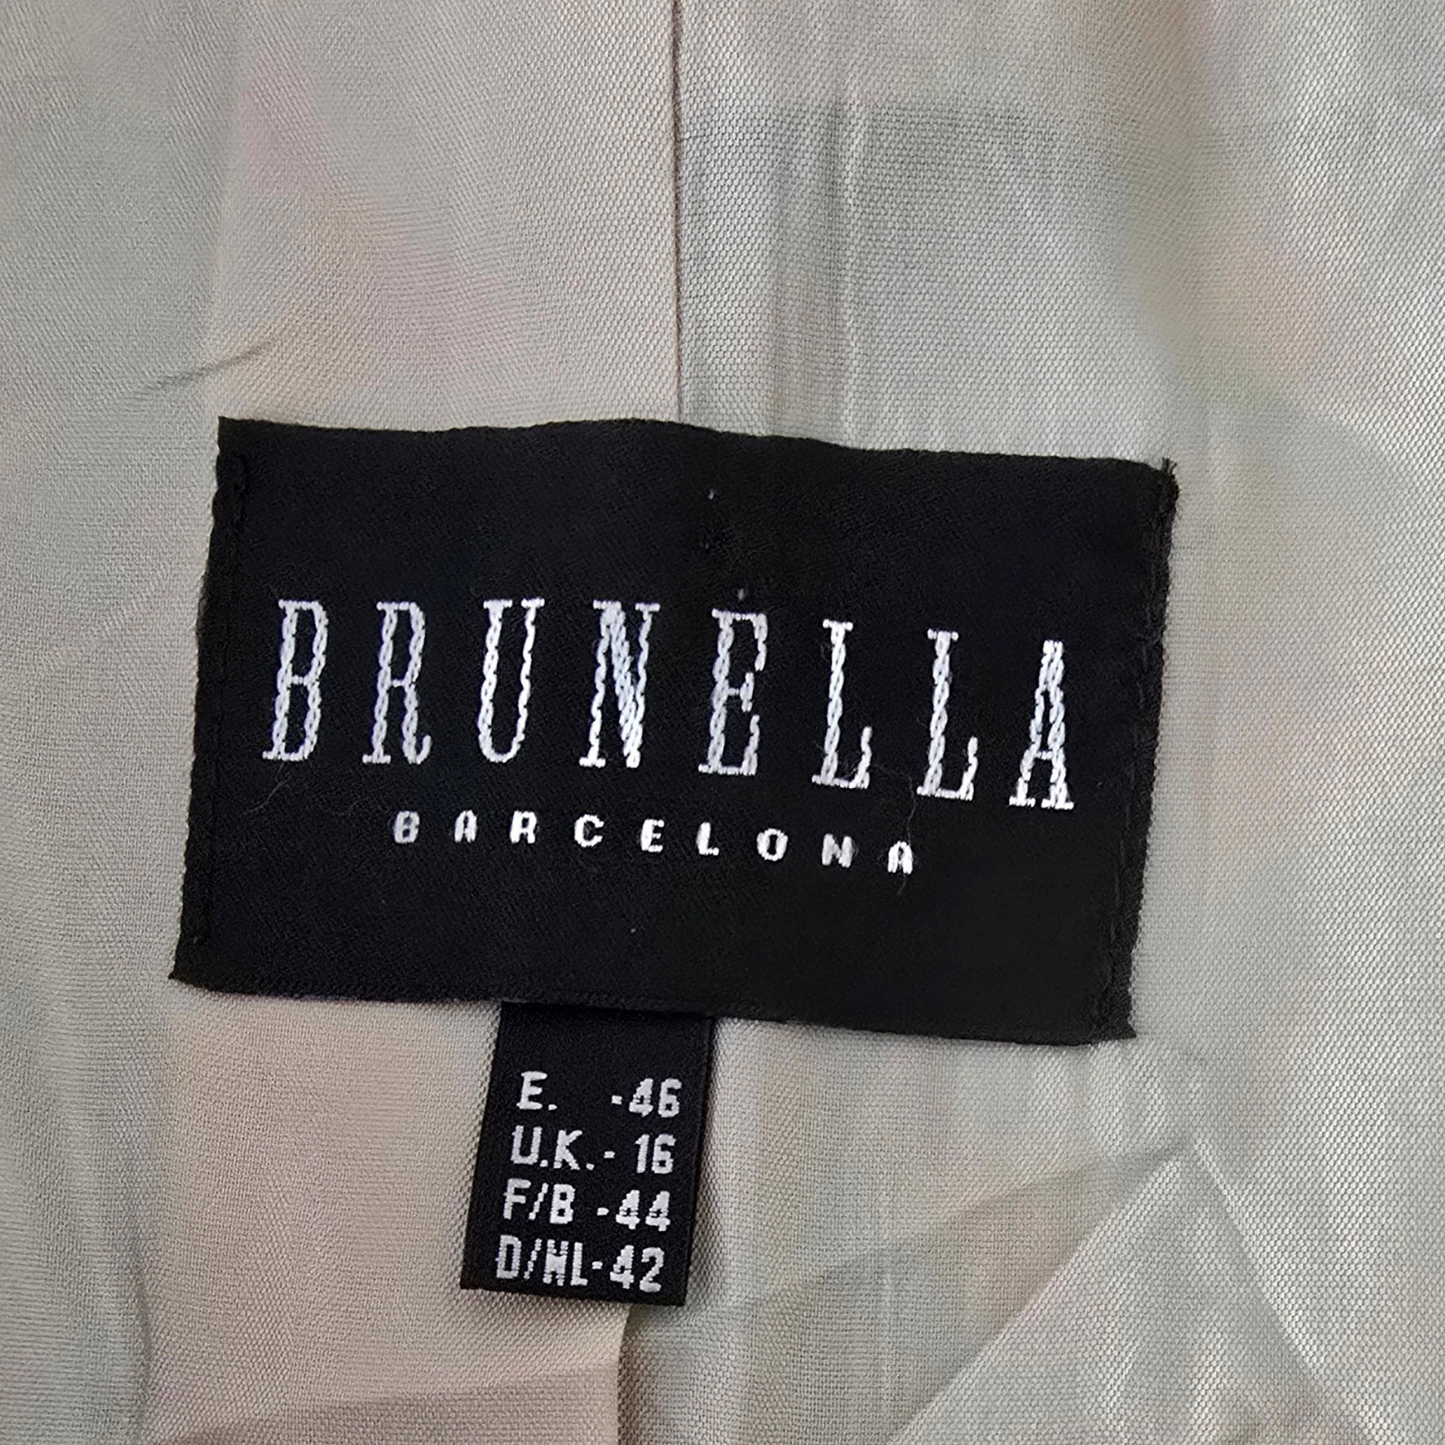 BRUNELLA
BARCELONA
E. -46
U.K.- 16
F/B -44
D/NL-42